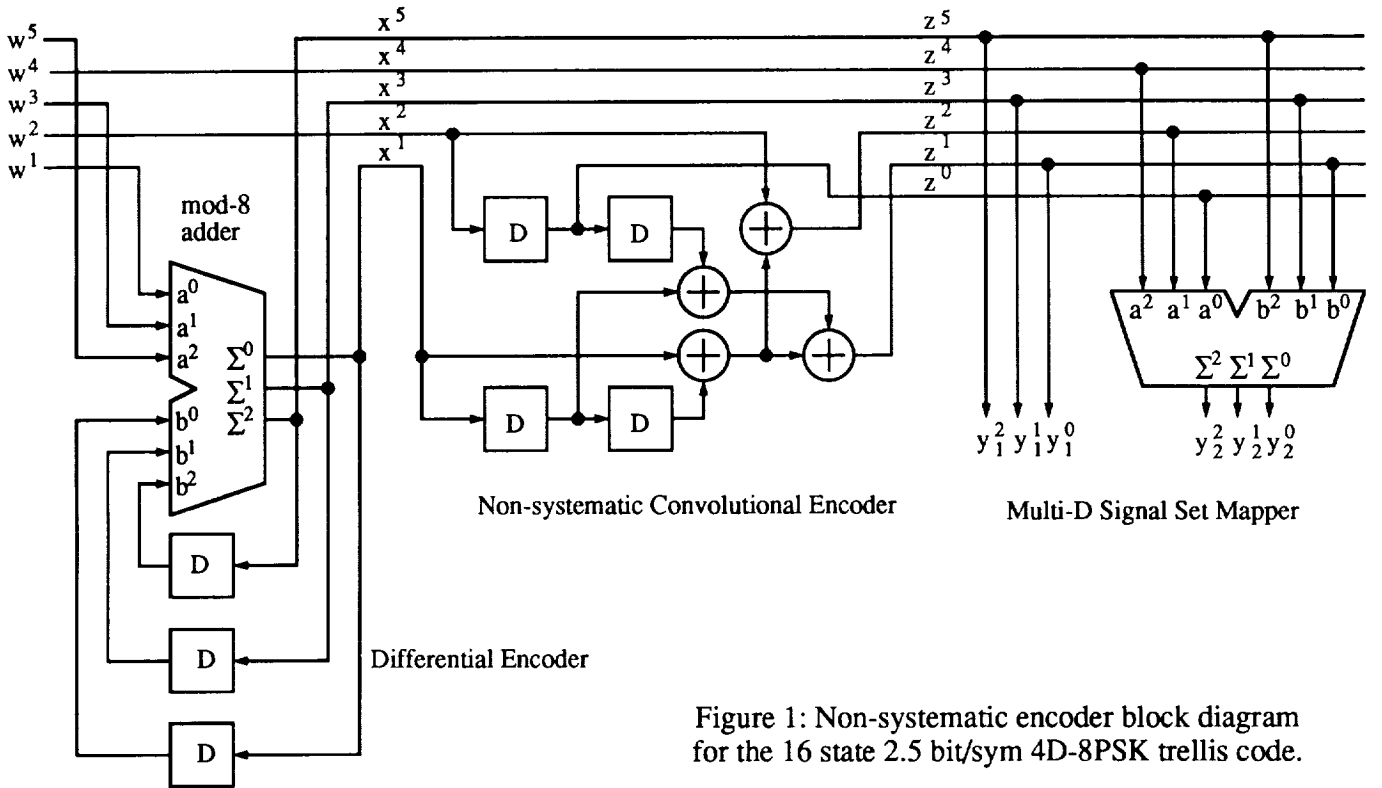 w⁵
w⁴
w³
w²
w¹
x⁵
x⁴
x³
x²
x¹
z⁵
z⁴
z³
z²
z¹
z⁰
mod-8
adder
a⁰
a¹
a²
Σ⁰
Σ¹
Σ²
b⁰
b¹
b²
D
D
D
Differential Encoder
D
D
D
D
Non-systematic Convolutional Encoder
a² a¹ a⁰ b² b¹ b⁰
Σ² Σ¹ Σ⁰
y₁² y₁¹ y₁⁰
y₂² y₂¹ y₂⁰
Multi-D Signal Set Mapper
Figure 1: Non-systematic encoder block diagram
for the 16 state 2.5 bit/sym 4D-8PSK trellis code.